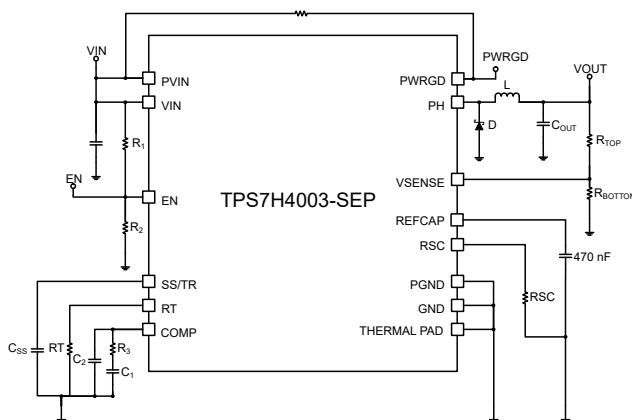 VIN
PWRGD
VOUT
PVIN
PWRGD
L
VIN
PH
D
COUT
R1
RTOP
EN
VSENSE
RBOTTOM
EN
TPS7H4003-SEP
R2
REFCAP
RSC
470 nF
SS/TR
PGND
RT
GND
RSC
COMP
THERMAL PAD
CSS
RT
C2
R3
C1